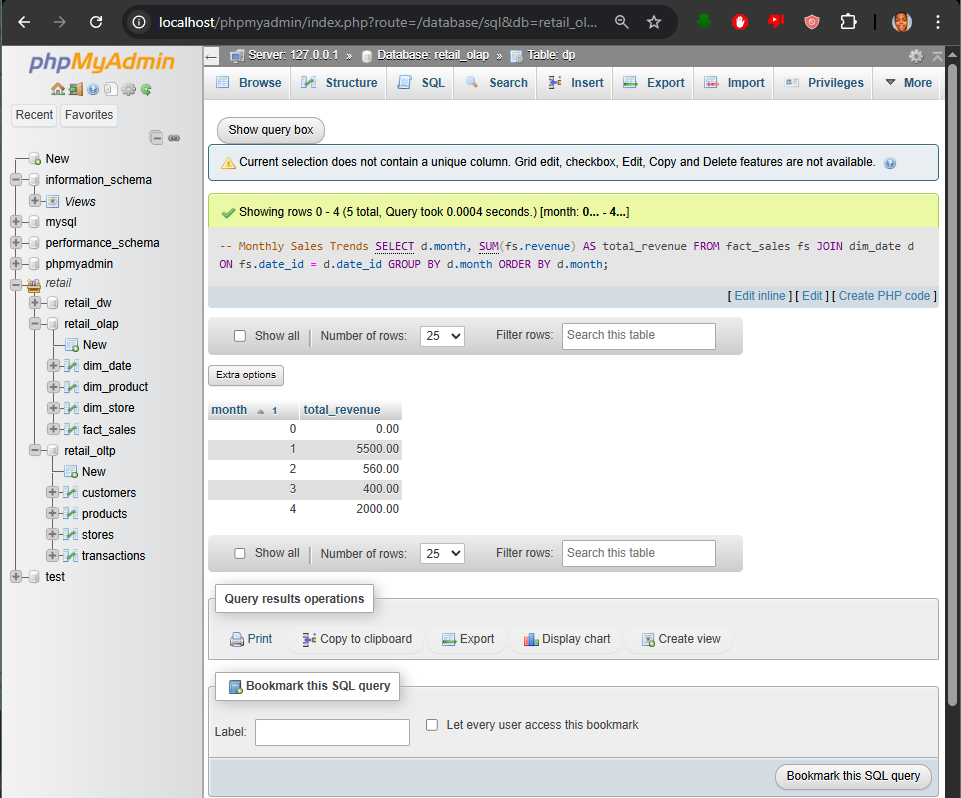 localhost/phpmyadmin/index.php?route=/database/sql&db=retail_ol...
phpMyAdmin
Recent Favorites
New
information_schema
Views
mysql
performance_schema
phpmyadmin
retail
retail_dw
retail_olap
New
dim_date
dim_product
dim_store
fact_sales
retail_oltp
New
customers
products
stores
transactions
test
Server: 127.0.0.1 » Database: retail_olap » Table: dp
Browse Structure SQL Search Insert Export Import Privileges More
Show query box
Current selection does not contain a unique column. Grid edit, checkbox, Edit, Copy and Delete features are not available.
Showing rows 0 - 4 (5 total, Query took 0.0004 seconds.) [month: 0... - 4...]
-- Monthly Sales Trends SELECT d.month, SUM(fs.revenue) AS total_revenue FROM fact_sales fs JOIN dim_date d
ON fs.date_id = d.date_id GROUP BY d.month ORDER BY d.month;
[ Edit inline ] [ Edit ] [ Create PHP code ]
Show all Number of rows: 25 Filter rows: Search this table
Extra options
month 1 total_revenue
0 0.00
1 5500.00
2 560.00
3 400.00
4 2000.00
Show all Number of rows: 25 Filter rows: Search this table
Query results operations
Print Copy to clipboard Export Display chart Create view
Bookmark this SQL query
Label: Let every user access this bookmark
Bookmark this SQL query